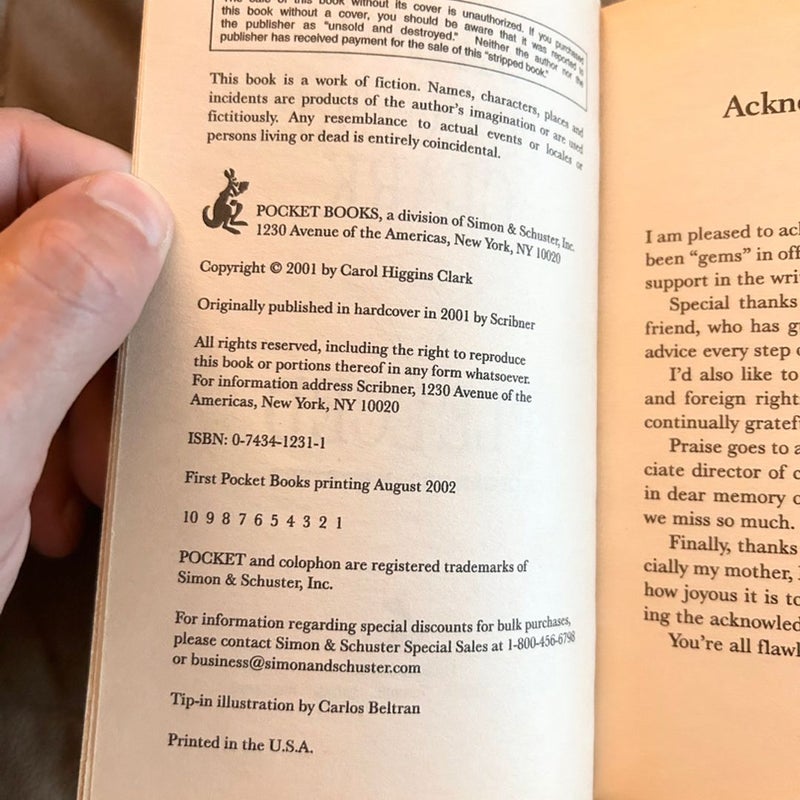 The sale of this book without its cover is unauthorized. If you purchased
this book without a cover, you should be aware that it was reported to
the publisher as "unsold and destroyed." Neither the author nor the
publisher has received payment for the sale of this "stripped book."
This book is a work of fiction. Names, characters, places and
incidents are products of the author's imagination or are used
fictitiously. Any resemblance to actual events or locales or
persons living or dead is entirely coincidental.
POCKET BOOKS, a division of Simon & Schuster, Inc.
1230 Avenue of the Americas, New York, NY 10020
Copyright © 2001 by Carol Higgins Clark
Originally published in hardcover in 2001 by Scribner
All rights reserved, including the right to reproduce
this book or portions thereof in any form whatsoever.
For information address Scribner, 1230 Avenue of the
Americas, New York, NY 10020
ISBN: 0-7434-1231-1
First Pocket Books printing August 2002
10 9 8 7 6 5 4 3 2 1
POCKET and colophon are registered trademarks of
Simon & Schuster, Inc.
For information regarding special discounts for bulk purchases,
please contact Simon & Schuster Special Sales at 1-800-456-6798
or business@simonandschuster.com
Tip-in illustration by Carlos Beltran
Printed in the U.S.A.
Ackno
I am pleased to ack
been "gems" in off
support in the wri
Special thanks
friend, who has g
advice every step
I'd also like to
and foreign right
continually gratef
Praise goes to a
ciate director of
in dear memory
we miss so much.
Finally, thanks
cially my mother,
how joyous it is to
ing the acknowled
You're all flawl